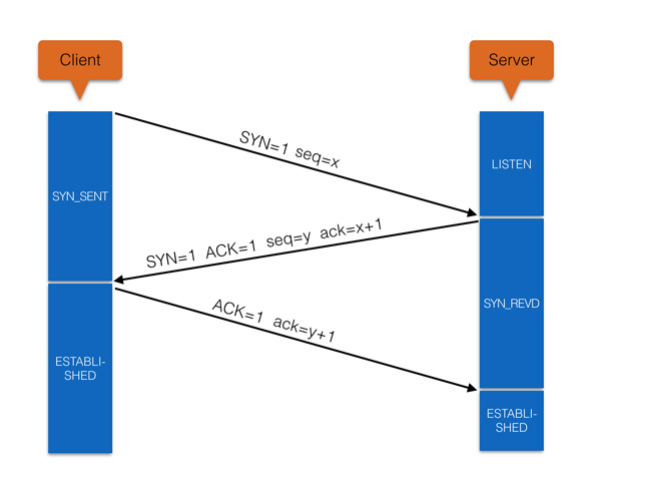 Client
Server
SYN=1 seq=x
LISTEN
SYN_SENT
SYN=1 ACK=1 seq=y ack=x+1
SYN_REVD
ACK=1 ack=y+1
ESTABLI-
SHED
ESTABLI-
SHED